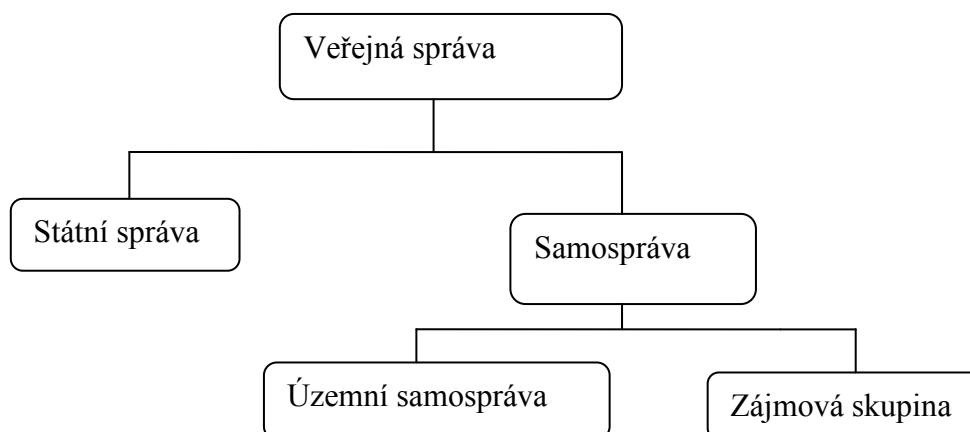 Veřejná správa
Státní správa
Samospráva
Územní samospráva
Zájmová skupina